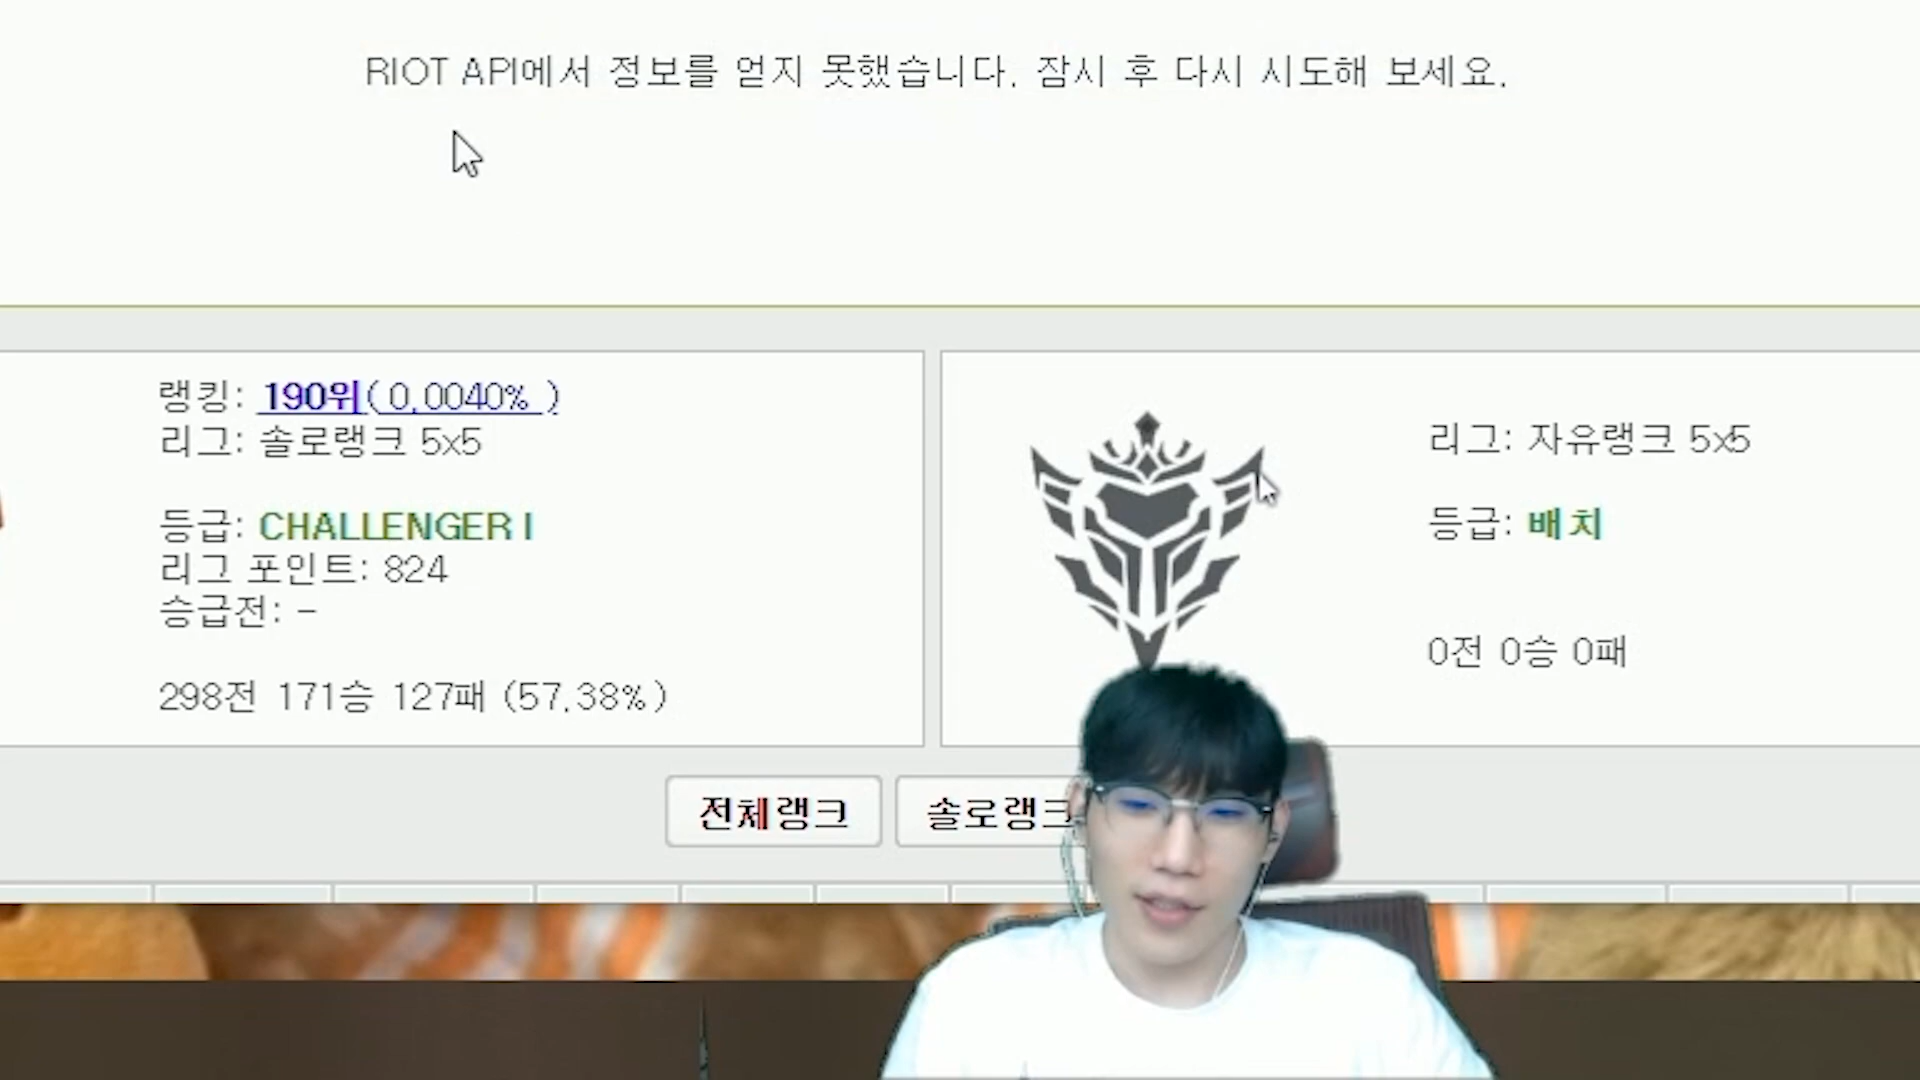 RIOT API에서 정보를 얻지 못했습니다. 잠시 후 다시 시도해 보세요.
랭킹: 190위( 0.0040% )
리그: 솔로랭크 5x5
등급: CHALLENGER I
리그 포인트: 824
승급전: -
298전 171승 127패 (57.38%)
리그: 자유랭크 5x5
등급: 배치
0전 0승 0패
전체랭크
솔로랭크